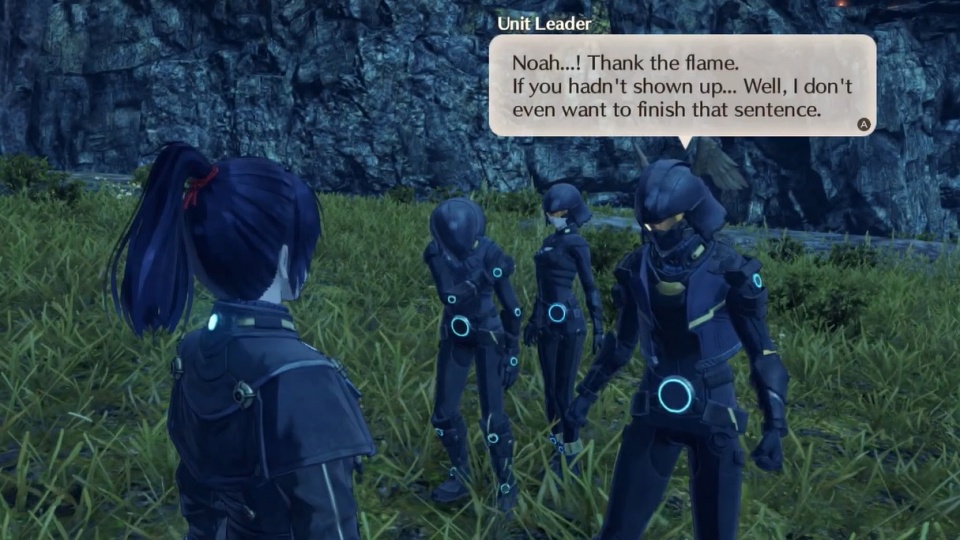 Unit Leader
Noah...! Thank the flame.
If you hadn't shown up... Well, I don't
even want to finish that sentence.
A